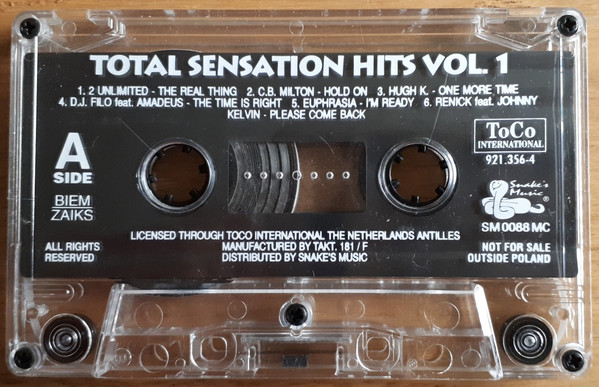 TOTAL SENSATION HITS VOL. 1
1. 2 UNLIMITED - THE REAL THING 2. C.B. MILTON - HOLD ON 3. HUGH K. - ONE MORE TIME
4. D.J. FILO feat. AMADEUS - THE TIME IS RIGHT 5. EUPHRASIA - I'M READY 6. RENICK feat. JOHNNY
KELVIN - PLEASE COME BACK
A
SIDE
BIEM
ZAIKS
ALL RIGHTS
RESERVED
ToCo
INTERNATIONAL
921.356-4
Snake's
Music ®
SM 0088 MC
NOT FOR SALE
OUTSIDE POLAND
LICENSED THROUGH TOCO INTERNATIONAL THE NETHERLANDS ANTILLES
MANUFACTURED BY TAKT. 181 / F
DISTRIBUTED BY SNAKE'S MUSIC